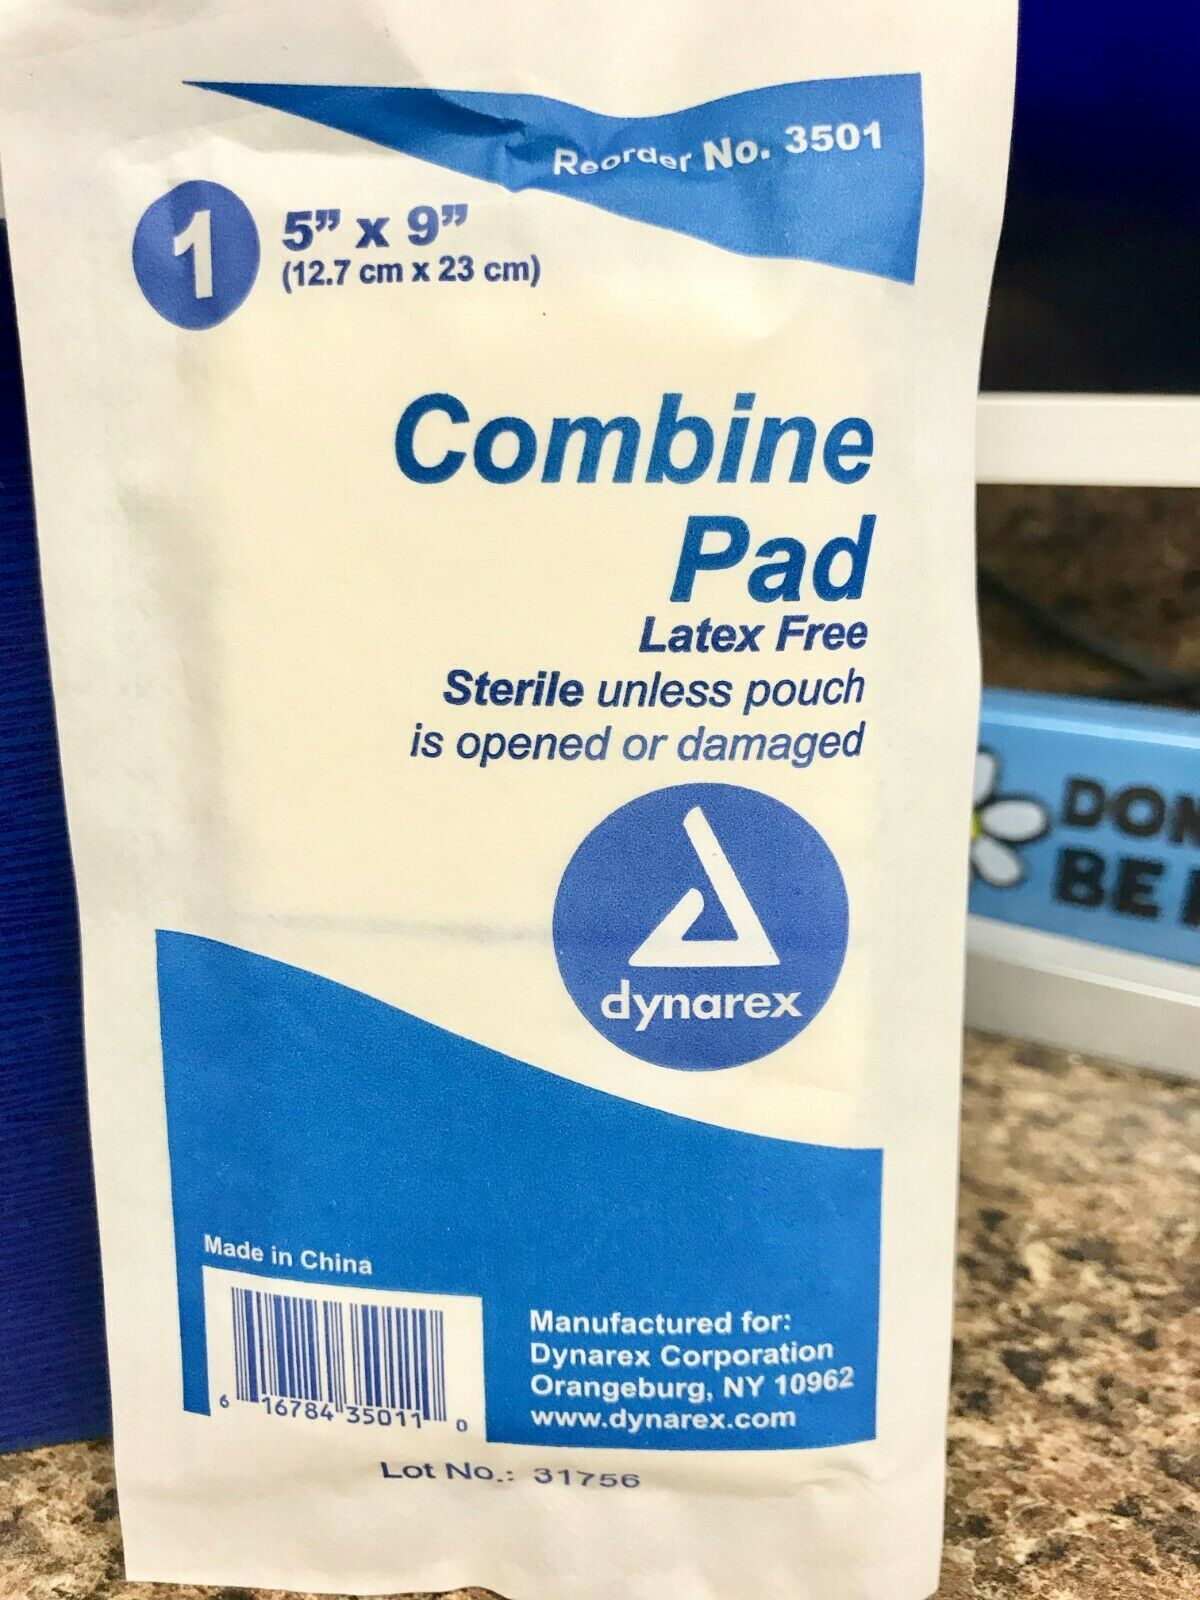 Reorder No. 3501
1
5” x 9”
(12.7 cm x 23 cm)
Combine
Pad
Latex Free
Sterile unless pouch
is opened or damaged
dynarex
DON
BE
Made in China
6 16784 35011 0
Manufactured for:
Dynarex Corporation
Orangeburg, NY 10962
www.dynarex.com
Lot No.: 31756